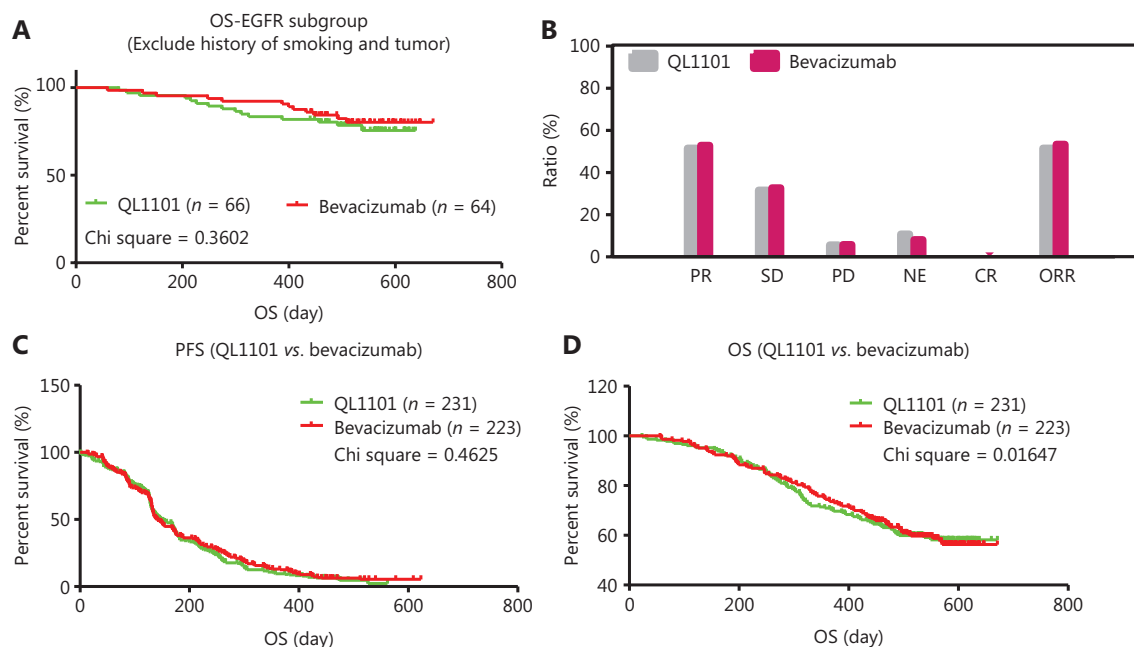 A
OS-EGFR subgroup
(Exclude history of smoking and tumor)
Percent survival (%)
100
50
0
QL1101 (n = 66)
Bevacizumab (n = 64)
Chi square = 0.3602
0 200 400 600 800
OS (day)
B
Ratio (%)
100
80
60
40
20
0
QL1101
Bevacizumab
PR SD PD NE CR ORR
C
PFS (QL1101 vs. bevacizumab)
Percent survival (%)
150
100
50
0
QL1101 (n = 231)
Bevacizumab (n = 223)
Chi square = 0.4625
0 200 400 600 800
OS (day)
D
OS (QL1101 vs. bevacizumab)
Percent survival (%)
120
100
80
60
40
QL1101 (n = 231)
Bevacizumab (n = 223)
Chi square = 0.01647
0 200 400 600 800
OS (day)